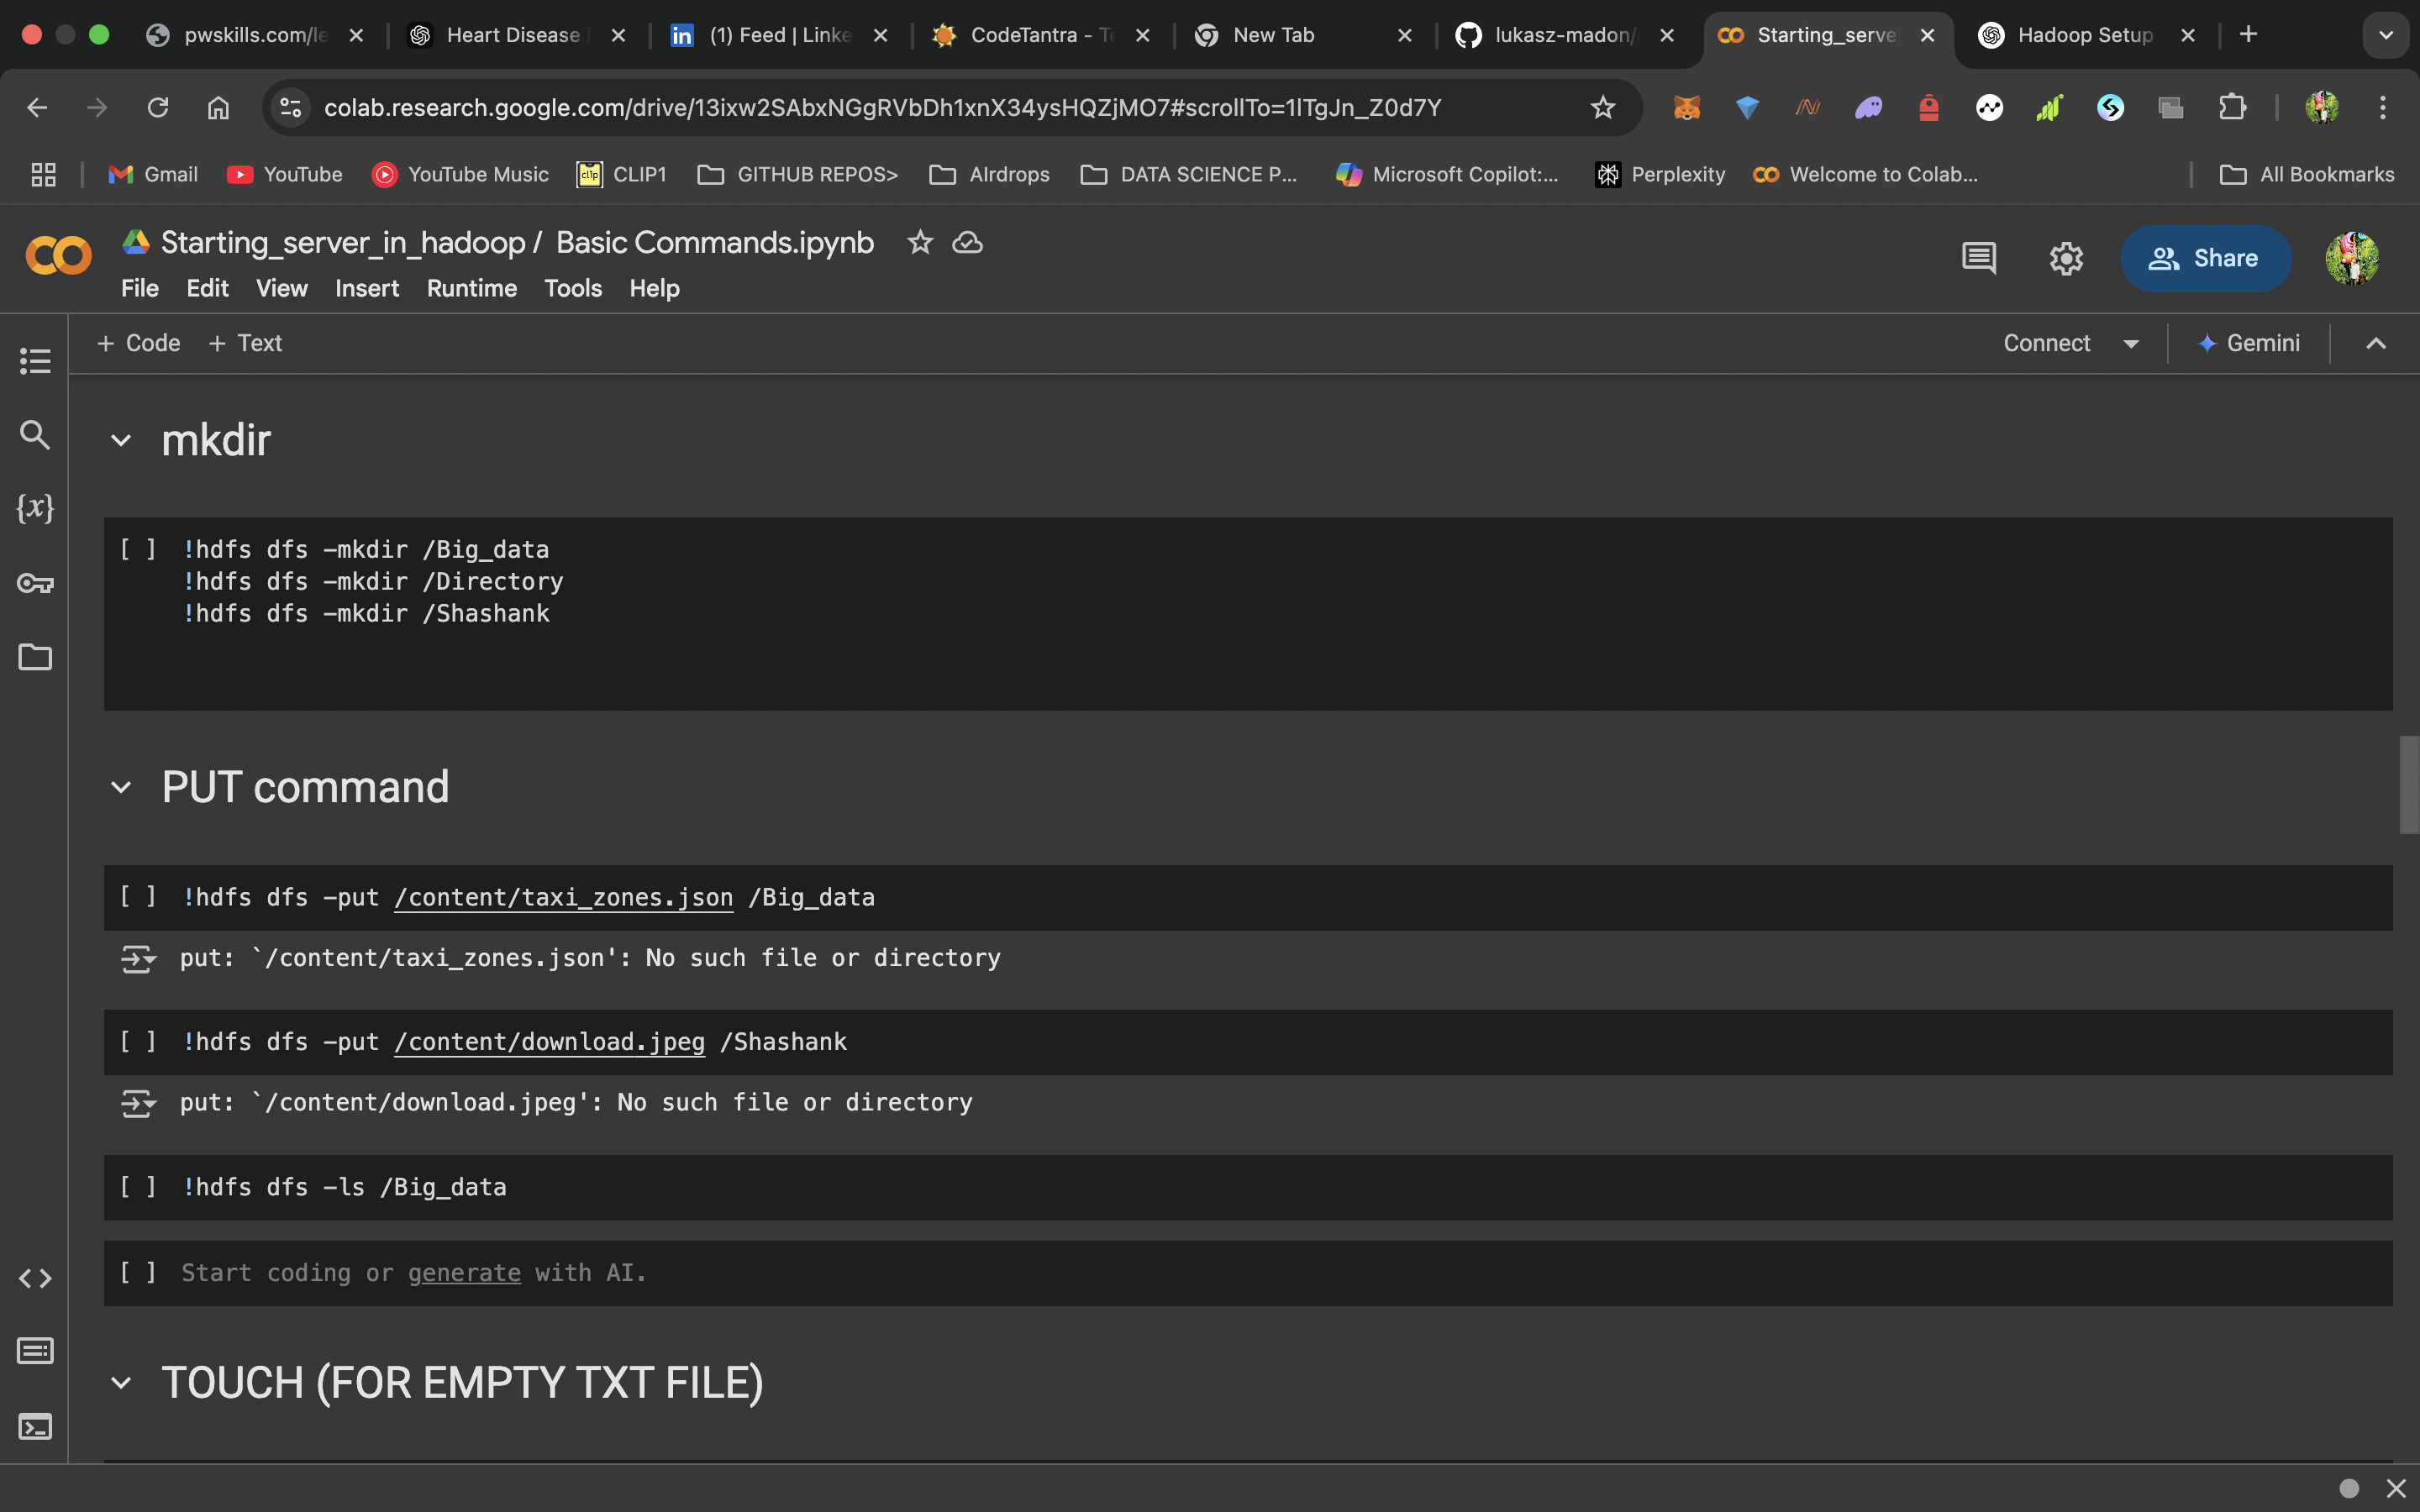 pwskills.com/le
Heart Disease
(1) Feed | Linke
CodeTantra - Te
New Tab
lukasz-madon/
Starting_serve
Hadoop Setup
colab.research.google.com/drive/13ixw2SAbxNGgRVbDh1xnX34ysHQZjMO7#scrollTo=1lTgJn_Z0d7Y
Gmail
YouTube
YouTube Music
CLIP1
GITHUB REPOS>
AIrdrops
DATA SCIENCE P...
Microsoft Copilot:...
Perplexity
Welcome to Colab...
All Bookmarks
Starting_server_in_hadoop / Basic Commands.ipynb
File Edit View Insert Runtime Tools Help
Share
+ Code + Text
Connect
Gemini
{x}
mkdir
[ ] !hdfs dfs -mkdir /Big_data
!hdfs dfs -mkdir /Directory
!hdfs dfs -mkdir /Shashank
PUT command
[ ] !hdfs dfs -put /content/taxi_zones.json /Big_data
put: `/content/taxi_zones.json': No such file or directory
[ ] !hdfs dfs -put /content/download.jpeg /Shashank
put: `/content/download.jpeg': No such file or directory
[ ] !hdfs dfs -ls /Big_data
[ ] Start coding or generate with AI.
TOUCH (FOR EMPTY TXT FILE)